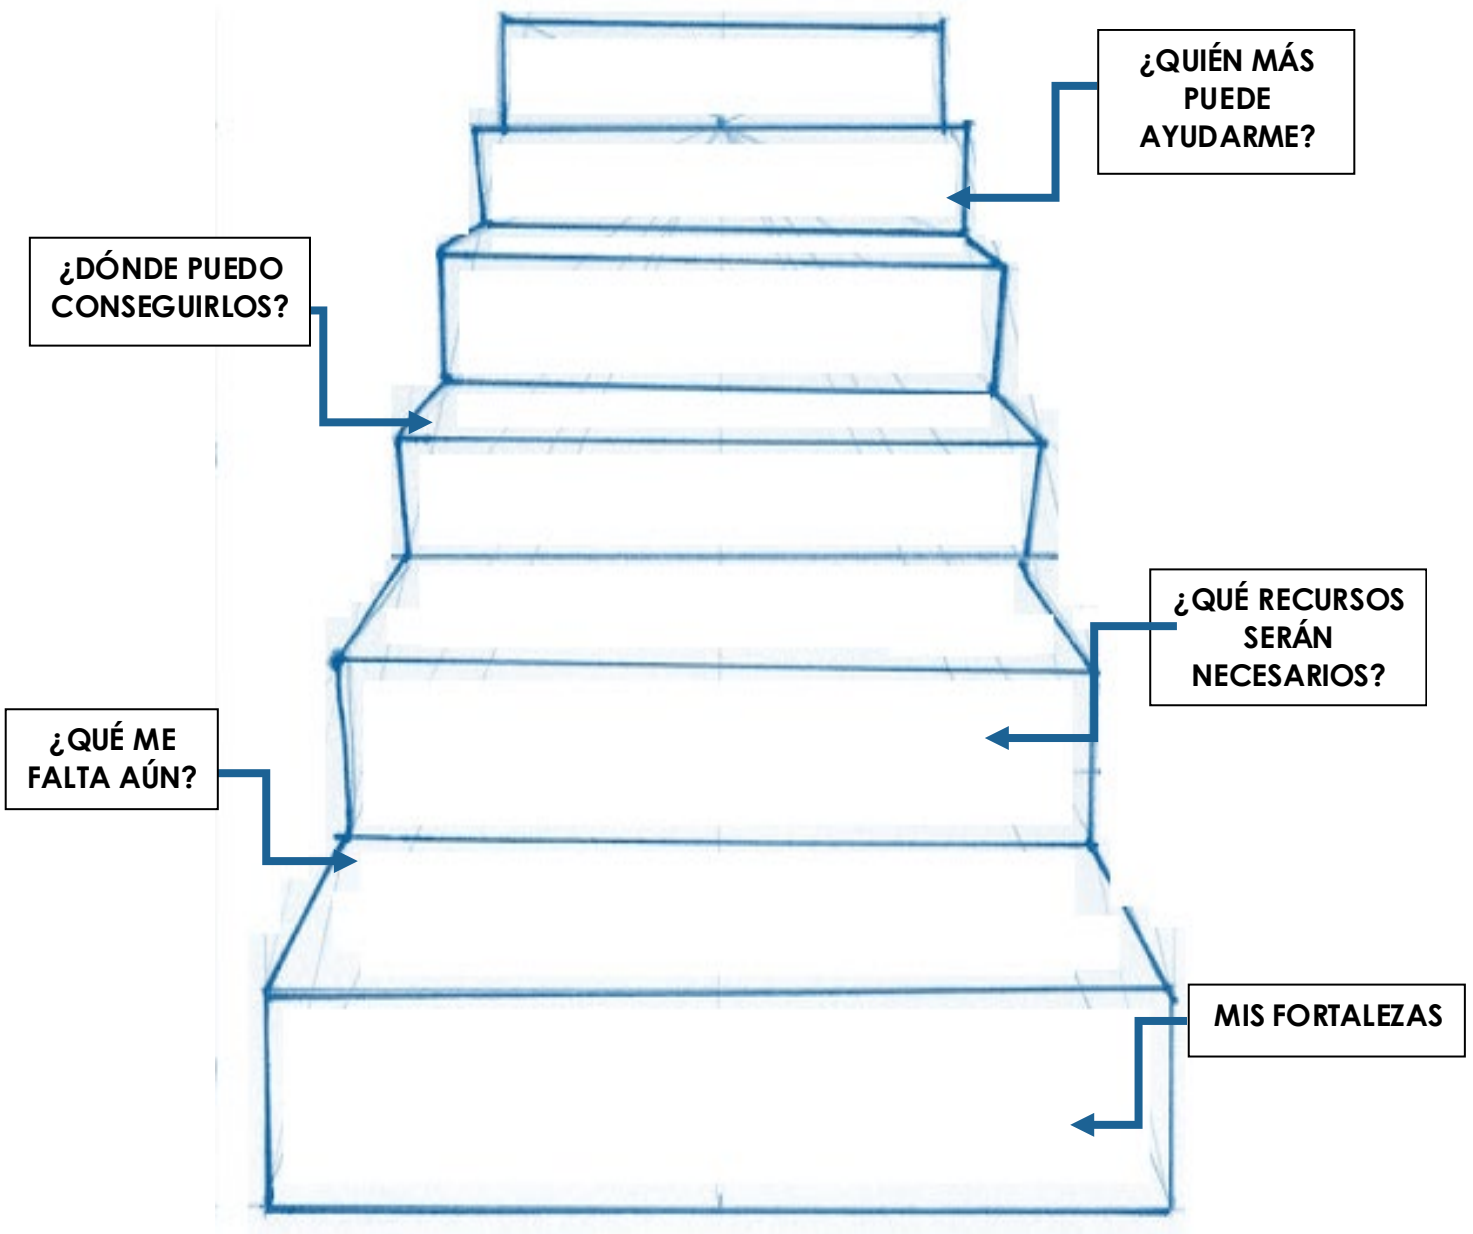 ¿QUIÉN MÁS
PUEDE
AYUDARME?
¿DÓNDE PUEDO
CONSEGUIRLOS?
¿QUÉ RECURSOS
SERÁN
NECESARIOS?
¿QUÉ ME
FALTA AÚN?
MIS FORTALEZAS